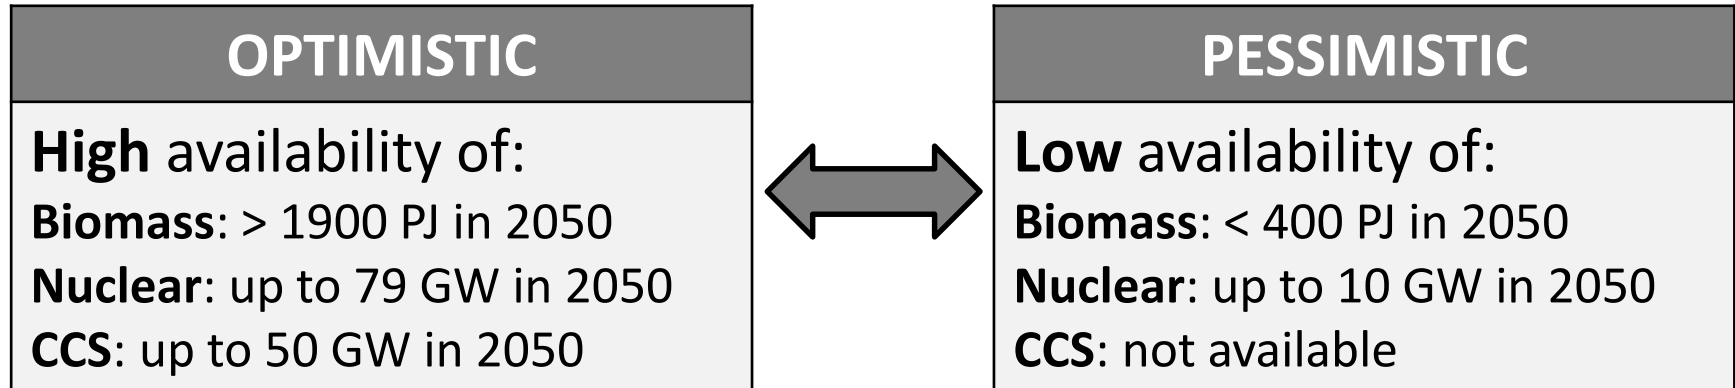 OPTIMISTIC
High availability of:
Biomass: > 1900 PJ in 2050
Nuclear: up to 79 GW in 2050
CCS: up to 50 GW in 2050
PESSIMISTIC
Low availability of:
Biomass: < 400 PJ in 2050
Nuclear: up to 10 GW in 2050
CCS: not available